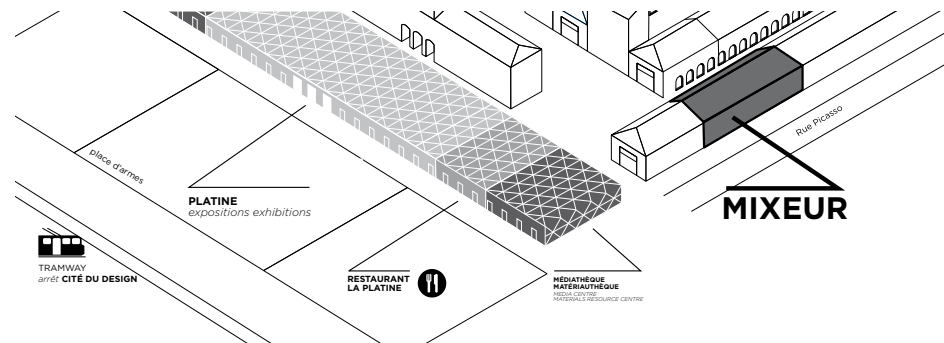 place d'armes
Rue Picasso
PLATINE
expositions exhibitions
MIXEUR
TRAMWAY
arrêt CITÉ DU DESIGN
RESTAURANT
LA PLATINE
MÉDIATHÈQUE
MATÉRIAUTHÈQUE
MEDIA CENTRE
MATERIALS RESOURCE CENTRE